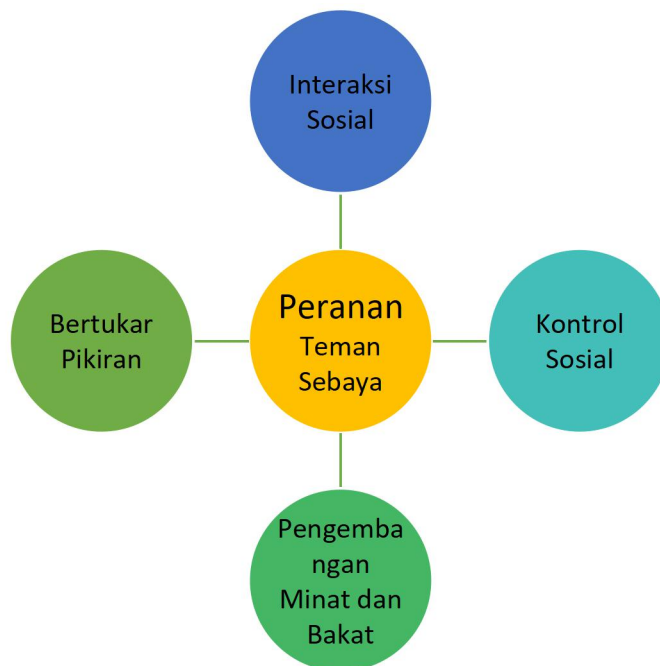 Interaksi
Sosial
Bertukar
Pikiran
Peranan
Teman
Sebaya
Kontrol
Sosial
Pengemba
ngan
Minat dan
Bakat